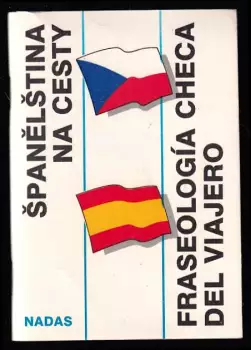 ŠPANĚLŠTINA
NA CESTY
FRASEOLOGÍA CHECA
DEL VIAJERO
NADAS